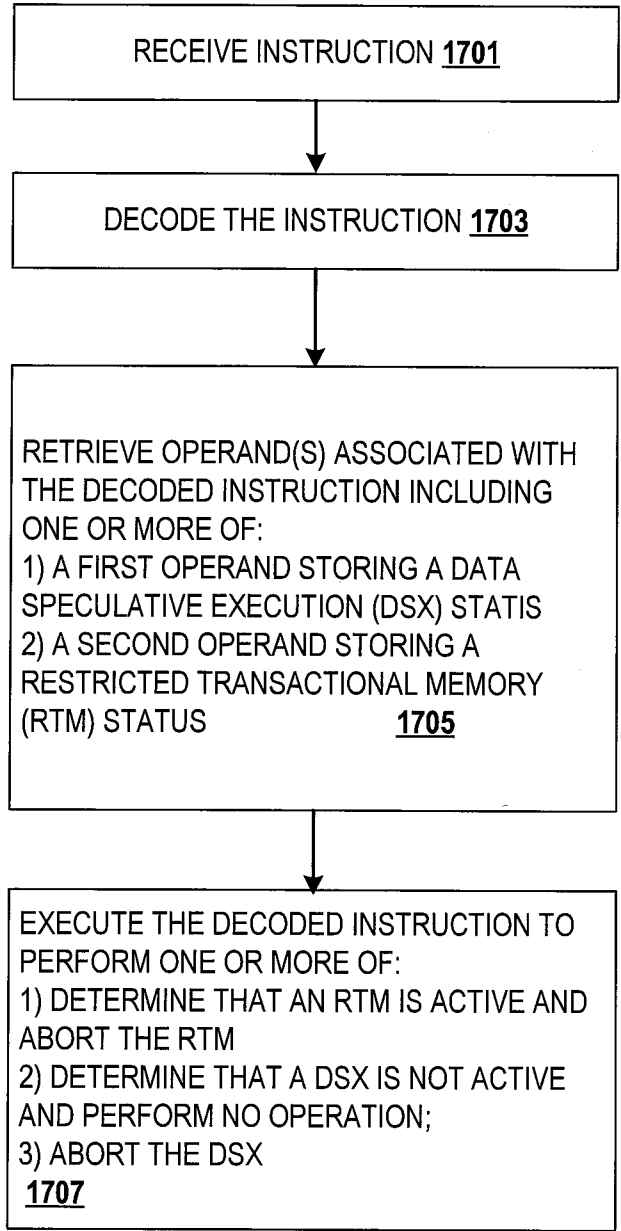 RECEIVE INSTRUCTION 1701
DECODE THE INSTRUCTION 1703
RETRIEVE OPERAND(S) ASSOCIATED WITH
THE DECODED INSTRUCTION INCLUDING
ONE OR MORE OF:
1) A FIRST OPERAND STORING A DATA
SPECULATIVE EXECUTION (DSX) STATIS
2) A SECOND OPERAND STORING A
RESTRICTED TRANSACTIONAL MEMORY
(RTM) STATUS 1705
EXECUTE THE DECODED INSTRUCTION TO
PERFORM ONE OR MORE OF:
1) DETERMINE THAT AN RTM IS ACTIVE AND
ABORT THE RTM
2) DETERMINE THAT A DSX IS NOT ACTIVE
AND PERFORM NO OPERATION;
3) ABORT THE DSX
1707